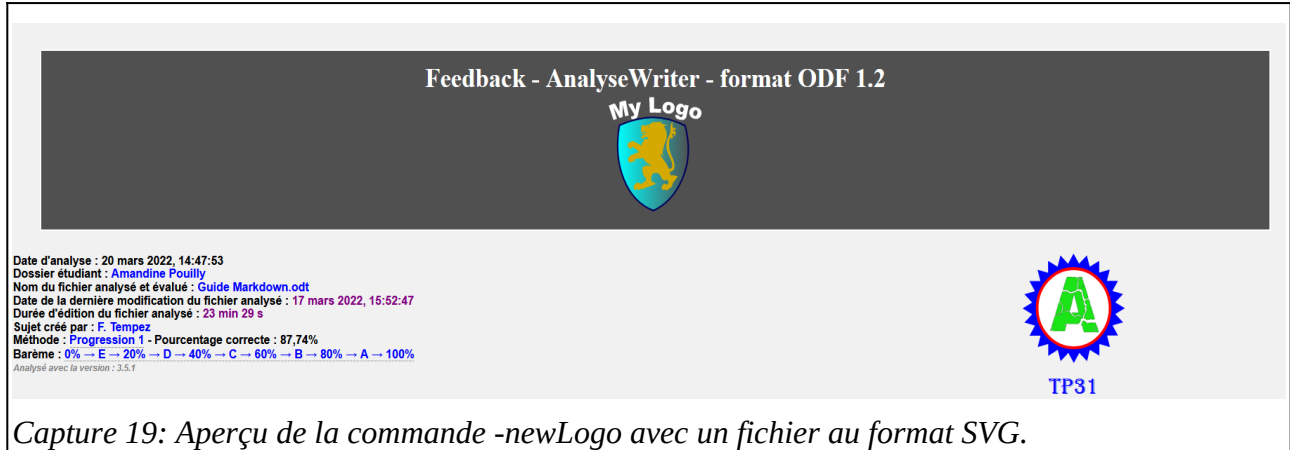 Feedback - AnalyseWriter - format ODF 1.2
My Logo
Date d'analyse : 20 mars 2022, 14:47:53
Dossier étudiant : Amandine Pouilly
Nom du fichier analysé et évalué : Guide Markdown.odt
Date de la dernière modification du fichier analysé : 17 mars 2022, 15:52:47
Durée d'édition du fichier analysé : 23 min 29 s
Sujet créé par : F. Tempez
Méthode : Progression 1 - Pourcentage correcte : 87,74%
Barème : 0% → E → 20% → D → 40% → C → 60% → B → 80% → A → 100%
Analysé avec la version : 3.5.1
A
TP31
Capture 19: Aperçu de la commande -newLogo avec un fichier au format SVG.